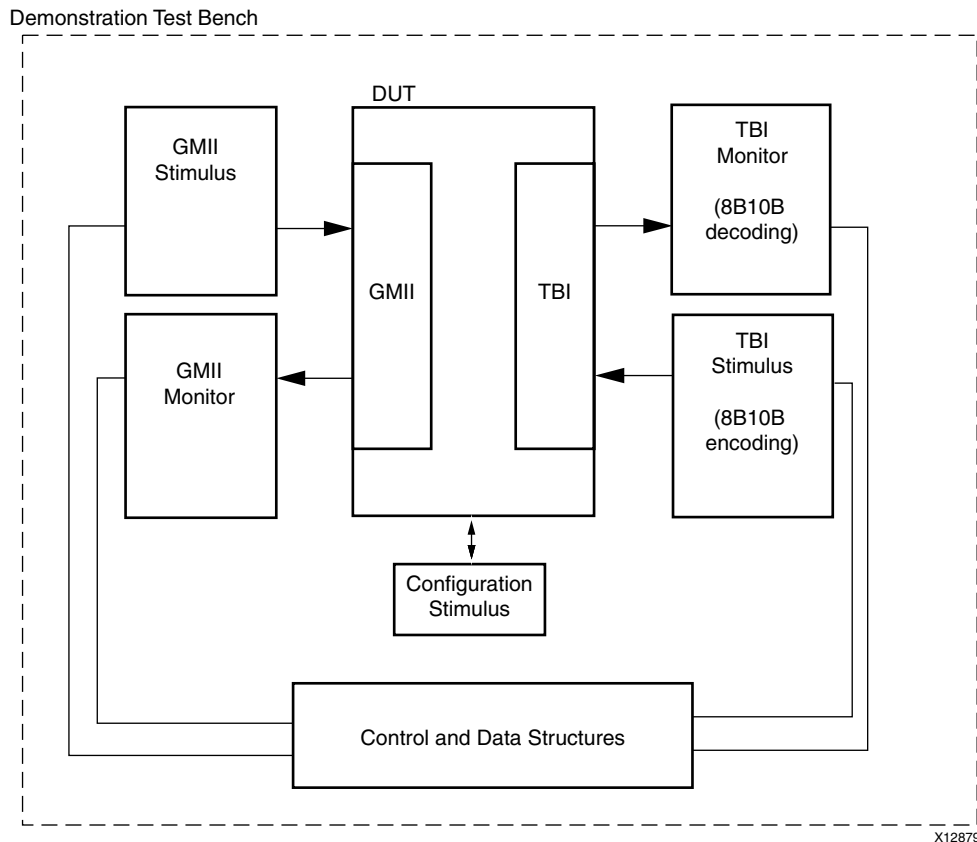 Demonstration Test Bench
DUT
GMII
Stimulus
TBI
Monitor
(8B10B
decoding)
GMII
TBI
GMII
Monitor
TBI
Stimulus
(8B10B
encoding)
Configuration
Stimulus
Control and Data Structures
X12879